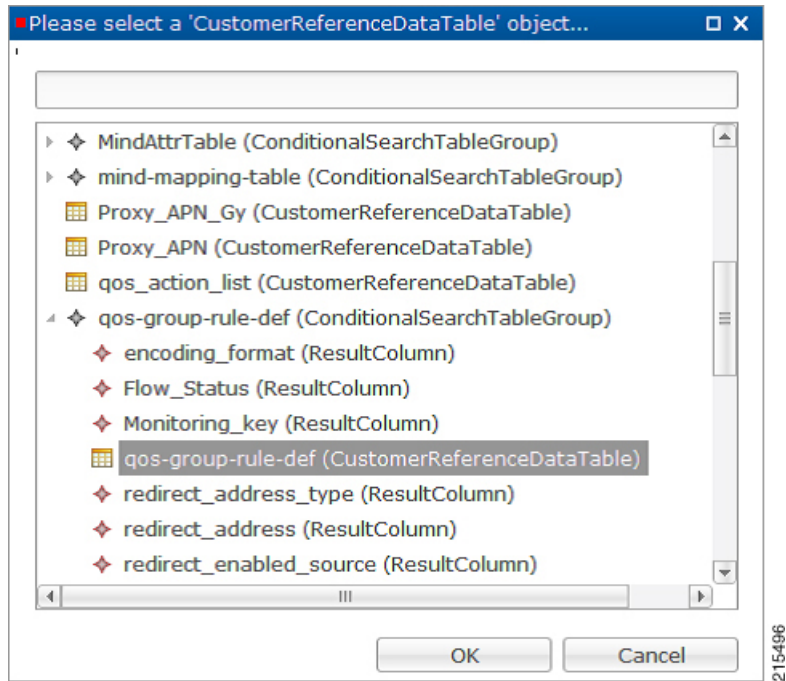 Please select a 'CustomerReferenceDataTable' object...
MindAttrTable (ConditionalSearchTableGroup)
mind-mapping-table (ConditionalSearchTableGroup)
Proxy_APN_Gy (CustomerReferenceDataTable)
Proxy_APN (CustomerReferenceDataTable)
qos_action_list (CustomerReferenceDataTable)
qos-group-rule-def (ConditionalSearchTableGroup)
encoding_format (ResultColumn)
Flow_Status (ResultColumn)
Monitoring_key (ResultColumn)
qos-group-rule-def (CustomerReferenceDataTable)
redirect_address_type (ResultColumn)
redirect_address (ResultColumn)
redirect_enabled_source (ResultColumn)
OK Cancel
215496